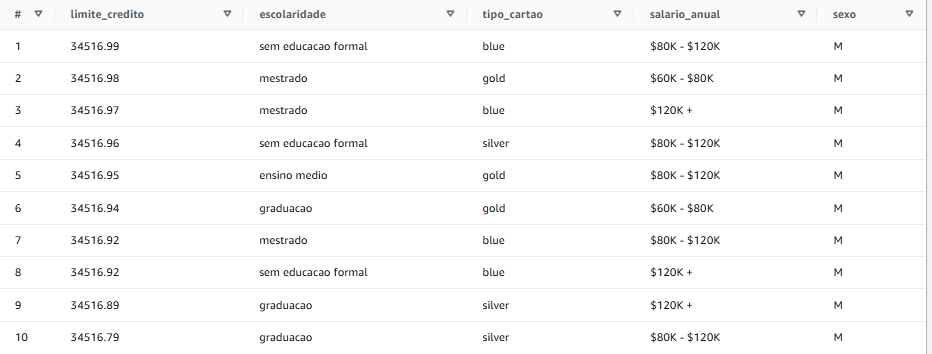 # limite_credito escolaridade tipo_cartao salario_anual sexo
1 34516.99 sem educacao formal blue $80K - $120K M
2 34516.98 mestrado gold $60K - $80K M
3 34516.97 mestrado blue $120K + M
4 34516.96 sem educacao formal silver $80K - $120K M
5 34516.95 ensino medio gold $80K - $120K M
6 34516.94 graduacao gold $60K - $80K M
7 34516.92 mestrado blue $80K - $120K M
8 34516.92 sem educacao formal blue $120K + M
9 34516.89 graduacao silver $120K + M
10 34516.79 graduacao silver $80K - $120K M